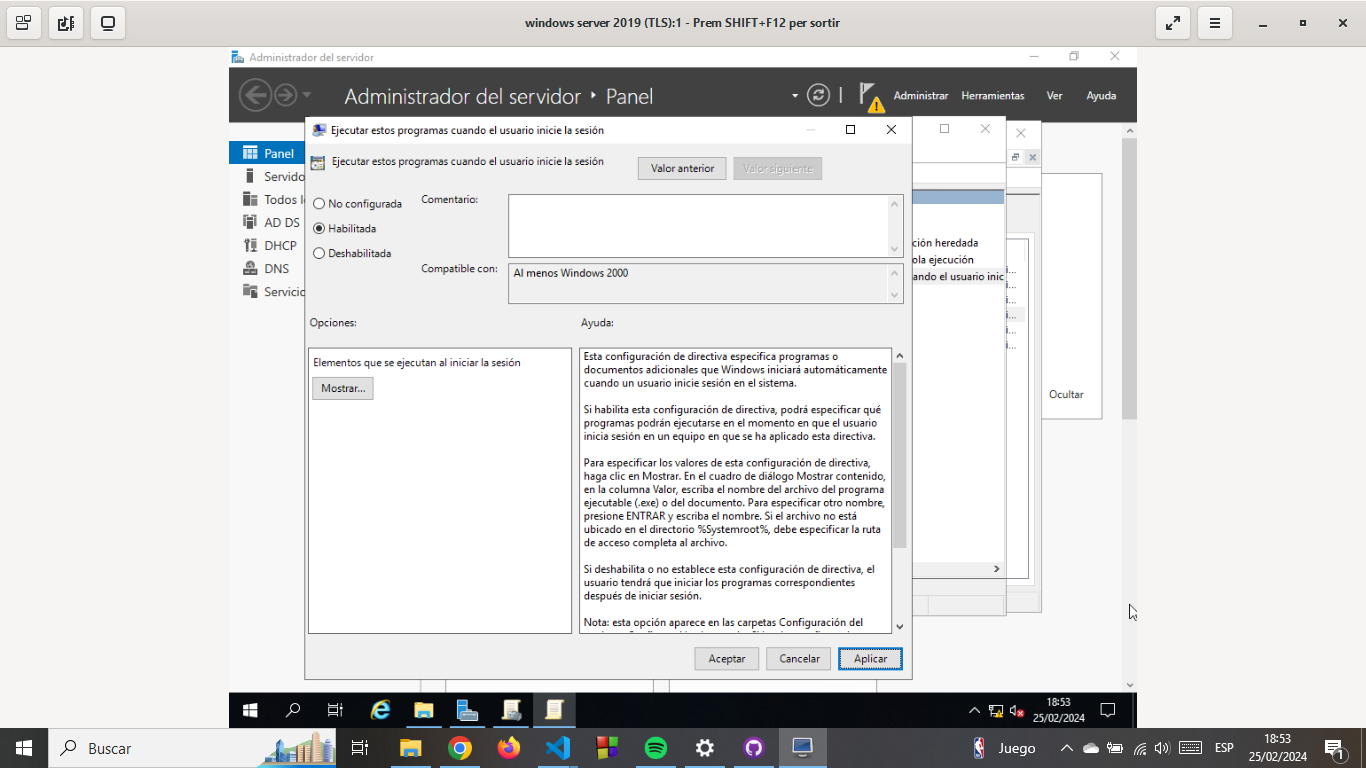 windows server 2019 (TLS):1 - Prem SHIFT+F12 per sortir
Administrador del servidor
Administrador del servidor ‣ Panel
Administrar
Herramientas
Ver
Ayuda
Ejecutar estos programas cuando el usuario inicie la sesión
Ejecutar estos programas cuando el usuario inicie la sesión
Valor anterior
Valor siguiente
Panel
Servido
Todos l
AD DS
DHCP
DNS
Servicio
No configurada
Habilitada
Deshabilitada
Comentario:
Compatible con:
Al menos Windows 2000
Opciones:
Ayuda:
Elementos que se ejecutan al iniciar la sesión
Mostrar...
Esta configuración de directiva especifica programas o
documentos adicionales que Windows iniciará automáticamente
cuando un usuario inicie sesión en el sistema.
Si habilita esta configuración de directiva, podrá especificar qué
programas podrán ejecutarse en el momento en que el usuario
inicia sesión en un equipo en que se ha aplicado esta directiva.
Para especificar los valores de esta configuración de directiva,
haga clic en Mostrar. En el cuadro de diálogo Mostrar contenido,
en la columna Valor, escriba el nombre del archivo del programa
ejecutable (.exe) o del documento. Para especificar otro nombre,
presione ENTRAR y escriba el nombre. Si el archivo no está
ubicado en el directorio %Systemroot%, debe especificar la ruta
de acceso completa al archivo.
Si deshabilita o no establece esta configuración de directiva, el
usuario tendrá que iniciar los programas correspondientes
después de iniciar sesión.
Nota: esta opción aparece en las carpetas Configuración del
ción heredada
ola ejecución
ando el usuario inic
i...
i...
i...
i...
i...
i...
Ocultar
Aceptar
Cancelar
Aplicar
18:53
25/02/2024
Buscar
Juego
ESP
18:53
25/02/2024
1